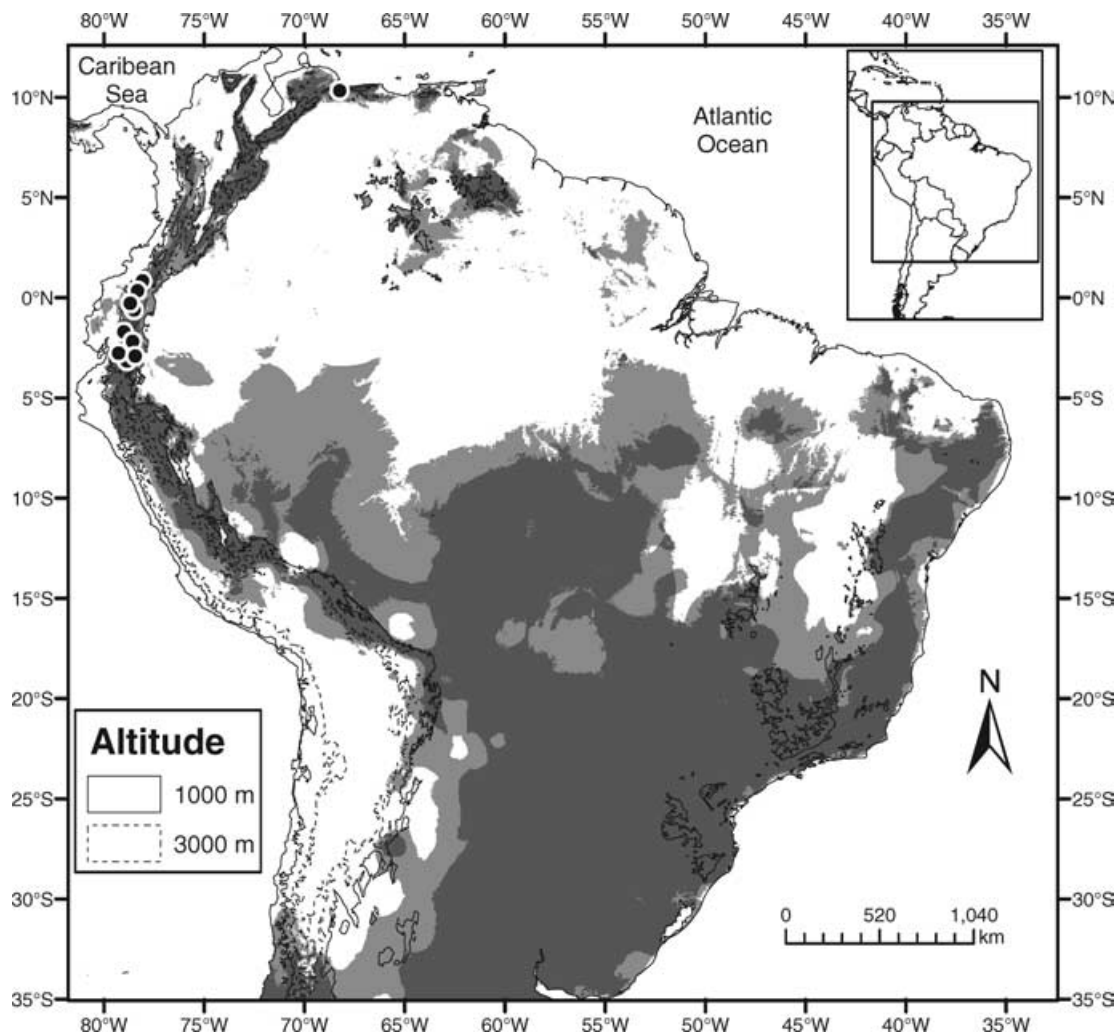 80°W 75°W 70°W 65°W 60°W 55°W 50°W 45°W 40°W 35°W
Caribean
Sea
Atlantic
Ocean
10°N 10°N
5°N 5°N
0°N 0°N
5°S 5°S
10°S 10°S
15°S 15°S
20°S 20°S
25°S 25°S
30°S 30°S
35°S 35°S
N
Altitude
1000 m
3000 m
0 520 1,040
km
80°W 75°W 70°W 65°W 60°W 55°W 50°W 45°W 40°W 35°W